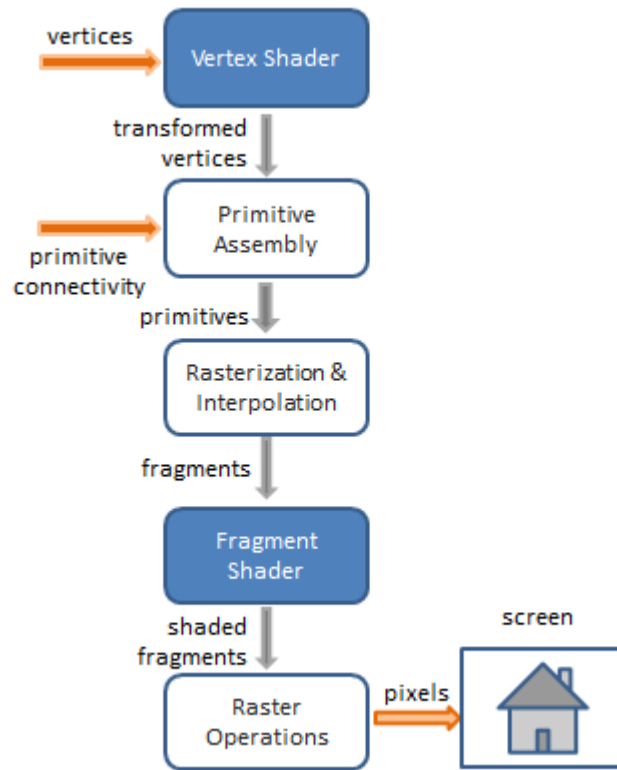 vertices
Vertex Shader
transformed
vertices
Primitive
Assembly
primitive
connectivity
primitives
Rasterization &
Interpolation
fragments
Fragment
Shader
shaded
fragments
screen
Raster
Operations
pixels